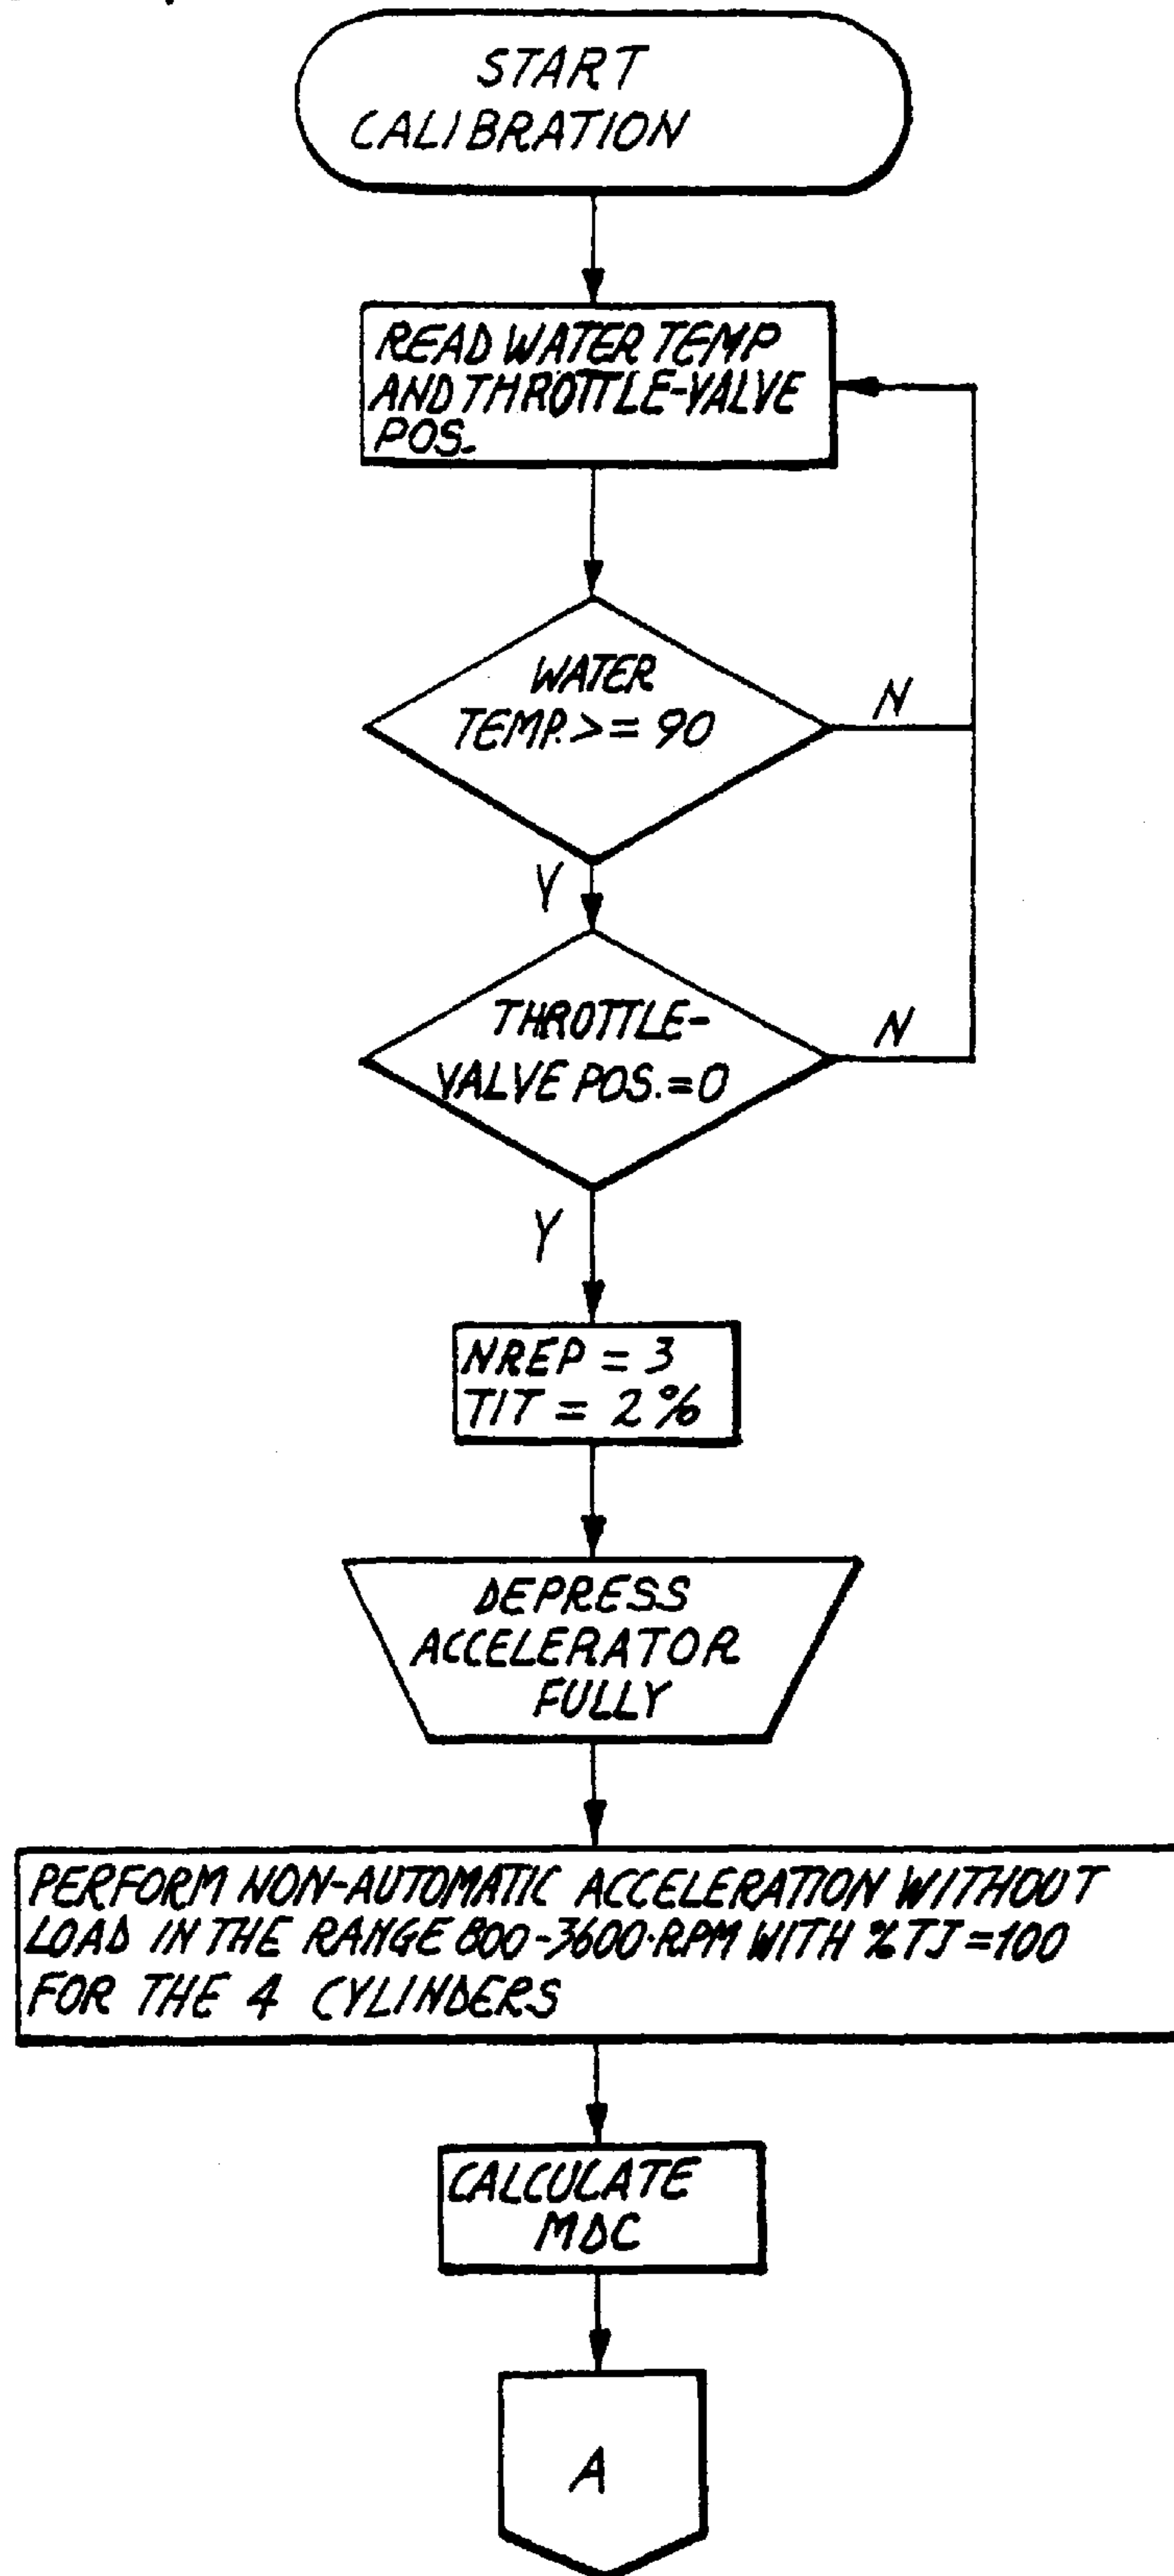 START
CALIBRATION
READ WATER TEMP
AND THROTTLE-VALVE
POS.
WATER
TEMP. >= 90
N
Y
THROTTLE-
VALVE POS.=0
N
Y
NREP = 3
TIT = 2%
DEPRESS
ACCELERATOR
FULLY
PERFORM NON-AUTOMATIC ACCELERATION WITHOUT
LOAD IN THE RANGE 800-3600·RPM WITH %TJ=100
FOR THE 4 CYLINDERS
CALCULATE
MDC
A